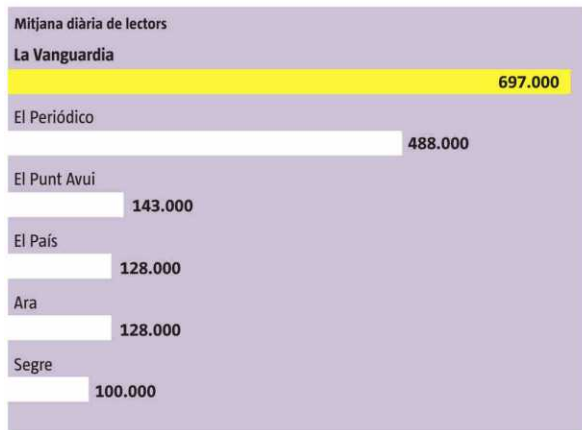 Mitjana diària de lectors
La Vanguardia
697.000
El Periódico
488.000
El Punt Avui
143.000
El País
128.000
Ara
128.000
Segre
100.000